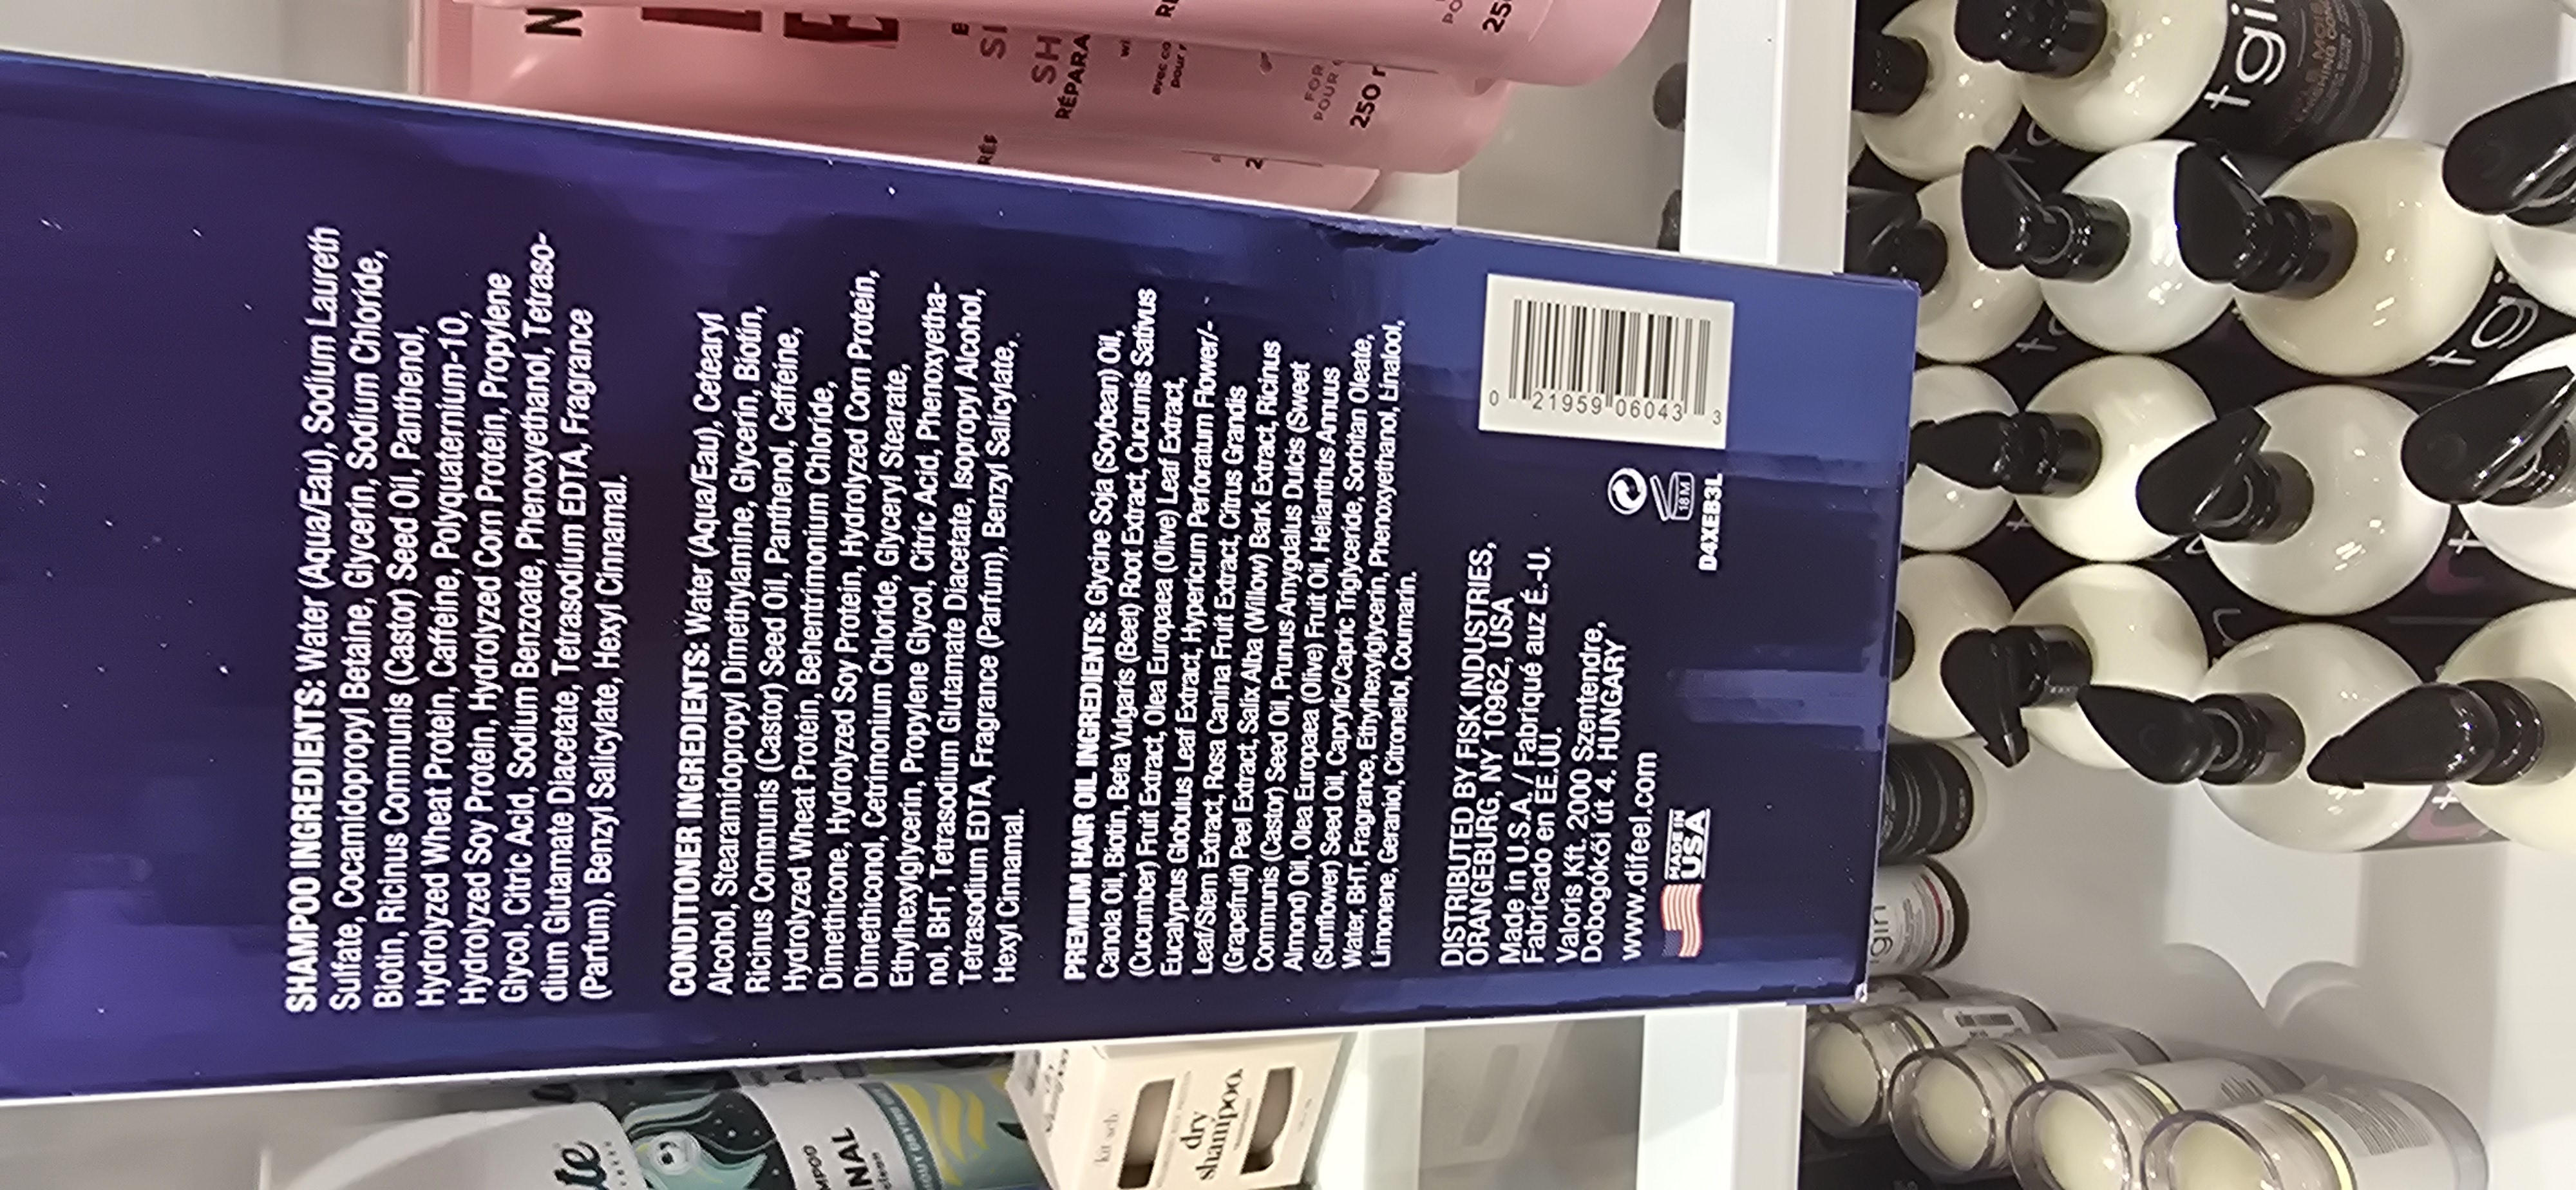 SHAMPOO INGREDIENTS: Water (Aqua/Eau), Sodium Laureth
Sulfate, Cocamidopropyl Betaine, Glycerin, Sodium Chloride,
Biotin, Ricinus Communis (Castor) Seed Oil, Panthenol,
Hydrolyzed Wheat Protein, Caffeine, Polyquaternium-10,
Hydrolyzed Soy Protein, Hydrolyzed Corn Protein, Propylene
Glycol, Citric Acid, Sodium Benzoate, Phenoxyethanol, Tetraso-
dium Glutamate Diacetate, Tetrasodium EDTA, Fragrance
(Parfum), Benzyl Salicylate, Hexyl Cinnamal.
CONDITIONER INGREDIENTS: Water (Aqua/Eau), Cetearyl
Alcohol, Stearamidopropyl Dimethylamine, Glycerin, Biotin,
Ricinus Communis (Castor) Seed Oil, Panthenol, Caffeine,
Hydrolyzed Wheat Protein, Behentrimonium Chloride,
Dimethicone, Hydrolyzed Soy Protein, Hydrolyzed Corn Protein,
Dimethiconol, Cetrimonium Chloride, Glyceryl Stearate,
Ethylhexylglycerin, Propylene Glycol, Citric Acid, Phenoxyetha-
nol, BHT, Tetrasodium Glutamate Diacetate, Isopropyl Alcohol,
Tetrasodium EDTA, Fragrance (Parfum), Benzyl Salicylate,
Hexyl Cinnamal.
PREMIUM HAIR OIL INGREDIENTS: Glycine Soja (Soybean) Oil,
Canola Oil, Biotin, Beta Vulgaris (Beet) Root Extract, Cucumis Sativus
(Cucumber) Fruit Extract, Olea Europaea (Olive) Leaf Extract,
Eucalyptus Globulus Leaf Extract, Hypericum Perforatum Flower/-
Leaf/Stem Extract, Rosa Canina Fruit Extract, Citrus Grandis
(Grapefruit) Peel Extract, Salix Alba (Willow) Bark Extract, Ricinus
Communis (Castor) Seed Oil, Prunus Amygdalus Dulcis (Sweet
Almond) Oil, Olea Europaea (Olive) Fruit Oil, Helianthus Annus
(Sunflower) Seed Oil, Caprylic/Capric Triglyceride, Sorbitan Oleate,
Water, BHT, Fragrance, Ethylhexylglycerin, Phenoxyethanol, Linalool,
Limonene, Geraniol, Citronellol, Coumarin.
DISTRIBUTED BY FISK INDUSTRIES,
ORANGEBURG, NY 10962, USA
Made in U.S.A. / Fabriqué auz É.-U.
Fabricado en EE.UU.
Valoris Kft. 2000 Szentendre,
Dobogókői út 4. HUNGARY
www.difeel.com
MADE IN
USA
18M
D4XEB3L
0 21959 06043 3
SH
RÉPARA
FOR
POUR
250
tgin
tgi
kitsch
dry
shampoo.